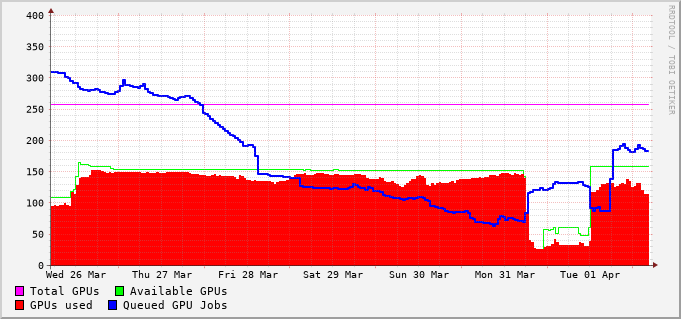 RRDTOOL / TOBI OETIKER
400
350
300
250
200
150
100
50
0
Wed 26 Mar Thu 27 Mar Fri 28 Mar Sat 29 Mar Sun 30 Mar Mon 31 Mar Tue 01 Apr
Total GPUs Available GPUs
GPUs used Queued GPU Jobs